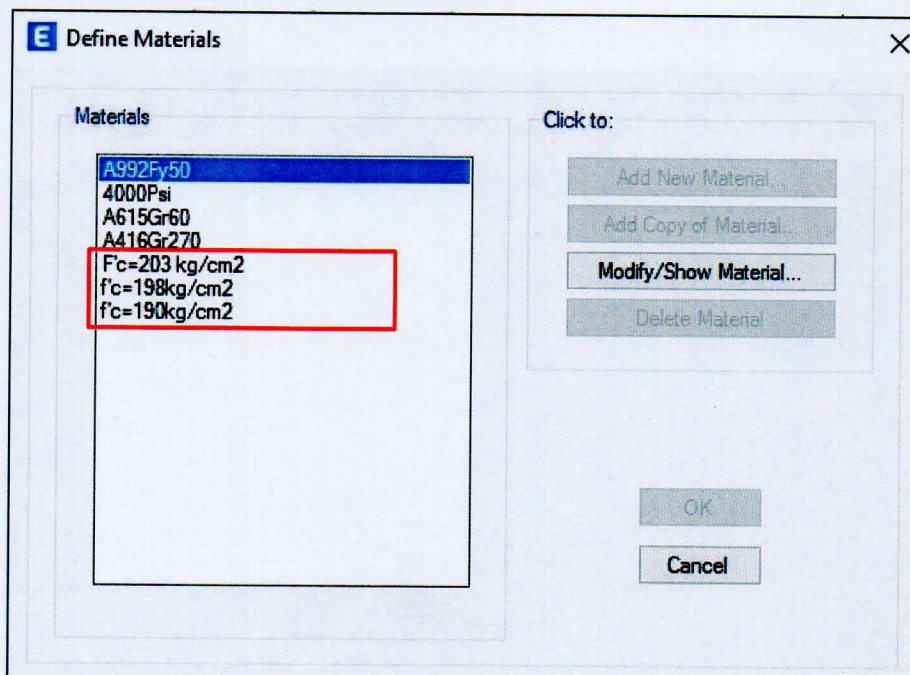 E Define Materials
Materials
A992Fy50
4000Psi
A615Gr60
A416Gr270
F'c=203 kg/cm2
f'c=198kg/cm2
f'c=190kg/cm2
Click to:
Add New Material...
Add Copy of Material...
Modify/Show Material...
Delete Material
OK
Cancel